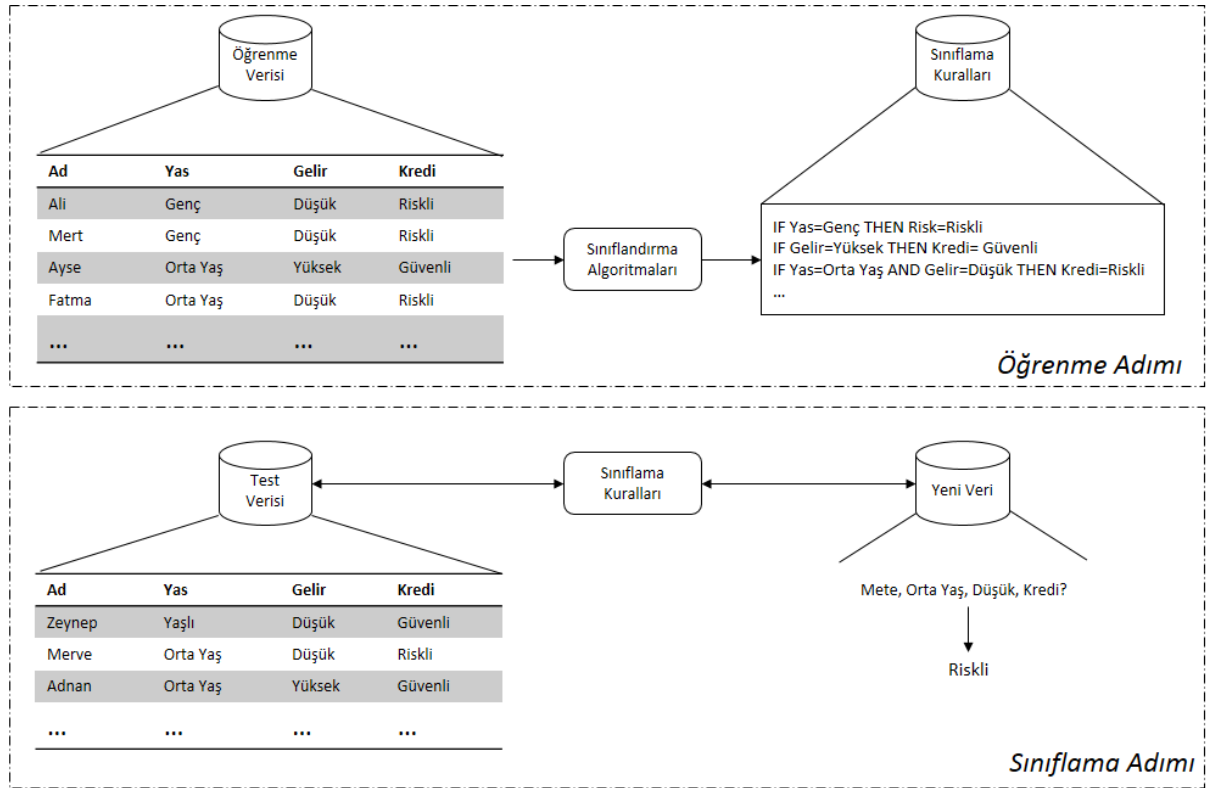 Öğrenme
Verisi
Sınıflama
Kuralları
Ad Yas Gelir Kredi
Ali Genç Düşük Riskli
Mert Genç Düşük Riskli
Ayse Orta Yaş Yüksek Güvenli
Fatma Orta Yaş Düşük Riskli
... ... ... ...
Sınıflandırma
Algoritmaları
IF Yas=Genç THEN Risk=Riskli
IF Gelir=Yüksek THEN Kredi= Güvenli
IF Yas=Orta Yaş AND Gelir=Düşük THEN Kredi=Riskli
...
Öğrenme Adımı
Test
Verisi
Sınıflama
Kuralları
Yeni Veri
Ad Yas Gelir Kredi
Zeynep Yaşlı Düşük Güvenli
Merve Orta Yaş Düşük Riskli
Adnan Orta Yaş Yüksek Güvenli
... ... ... ...
Mete, Orta Yaş, Düşük, Kredi?
Riskli
Sınıflama Adımı